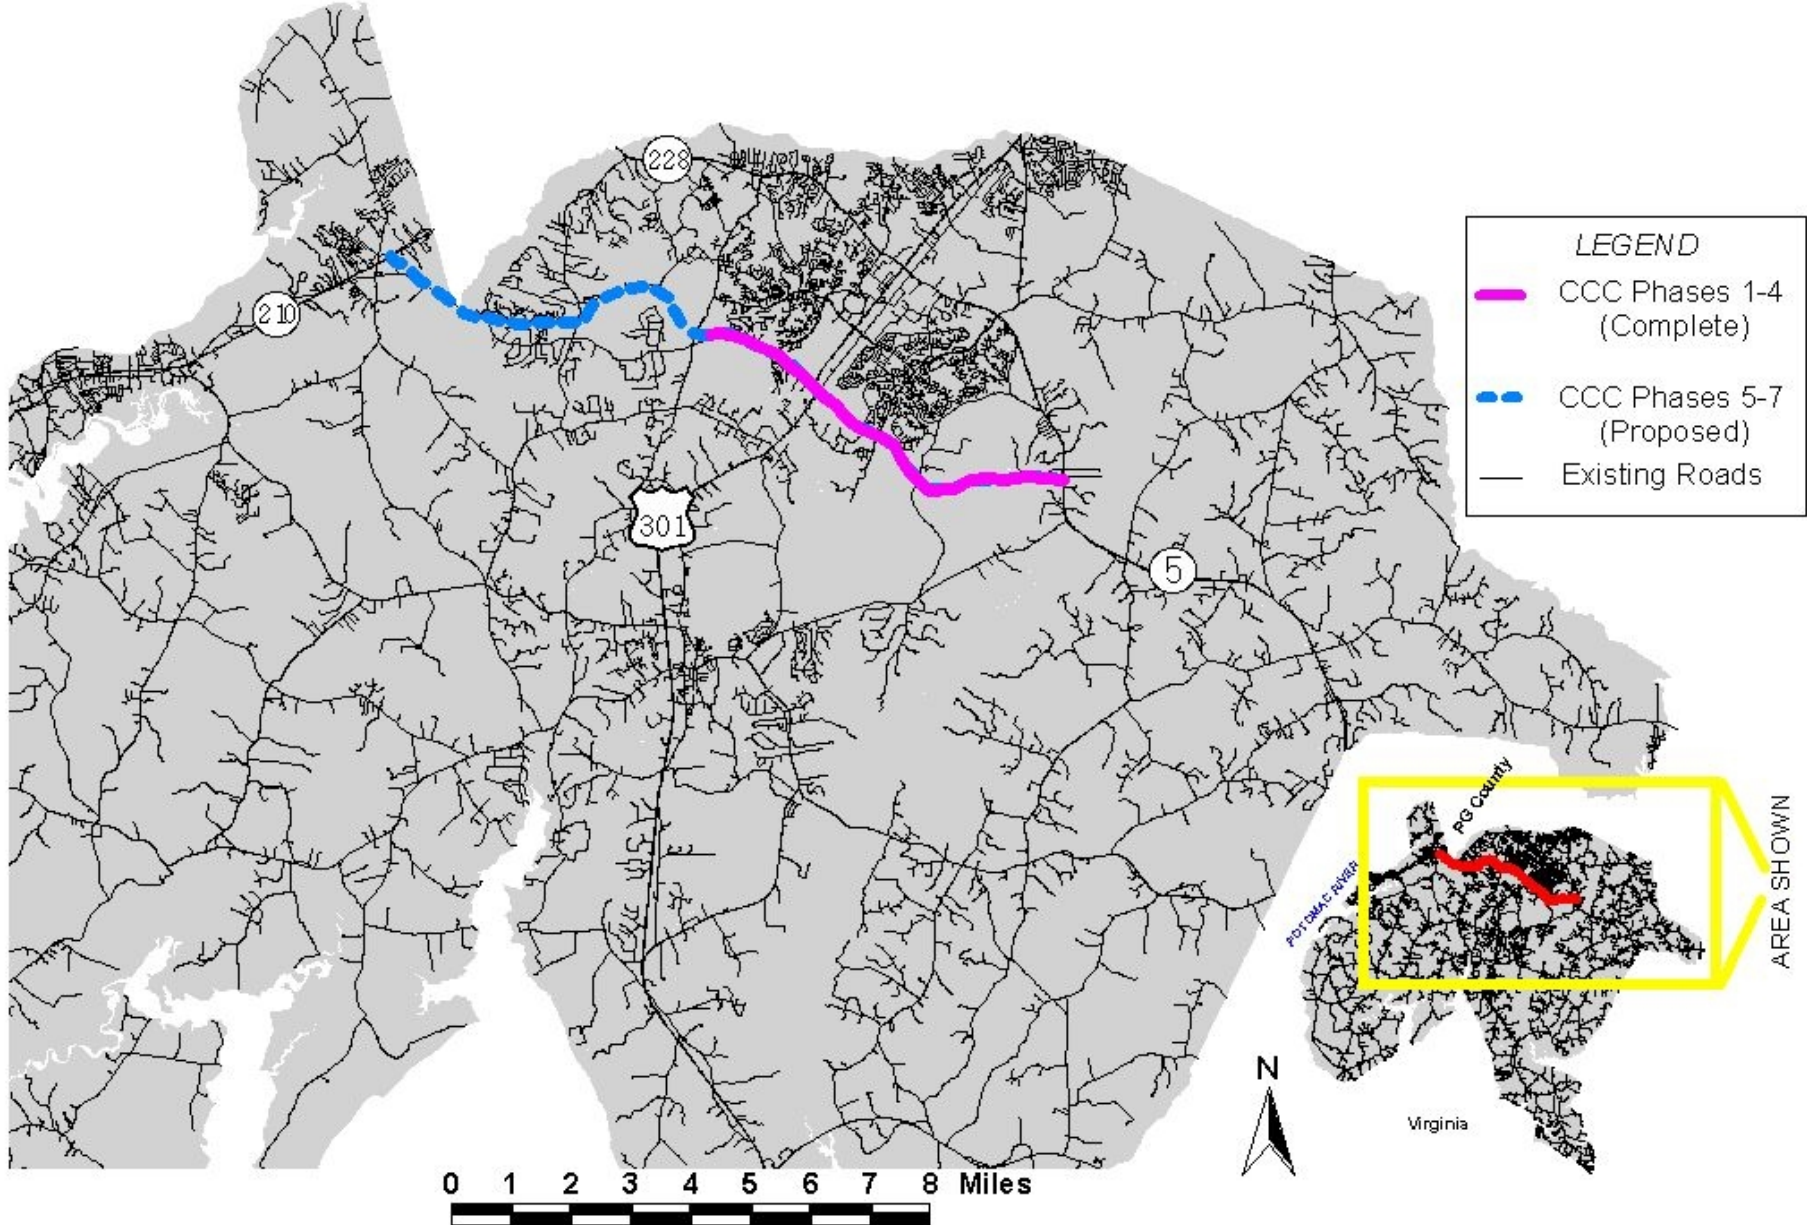 228
210
301
5
LEGEND
CCC Phases 1-4
(Complete)
CCC Phases 5-7
(Proposed)
Existing Roads
PG County
POTOMAC RIVER
AREA SHOWN
Virginia
N
0 1 2 3 4 5 6 7 8 Miles